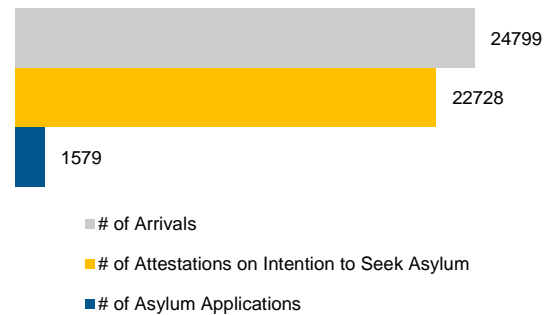 24799
22728
1579
# of Arrivals
# of Attestations on Intention to Seek Asylum
# of Asylum Applications